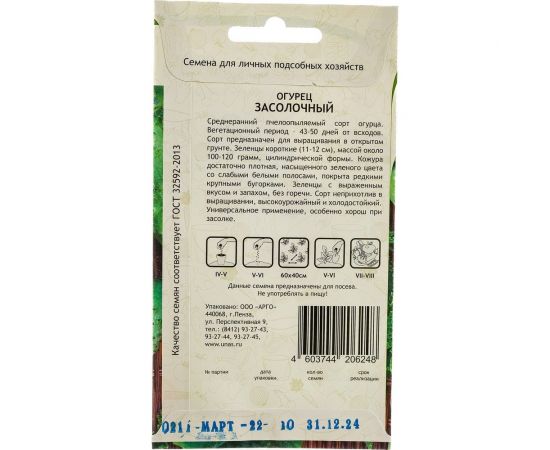 Семена для личных подсобных хозяйств
ОГУРЕЦ
ЗАСОЛОЧНЫЙ
Среднеранний пчелоопыляемый сорт огурца.
Вегетационный период - 43-50 дней от всходов.
Сорт предназначен для выращивания в открытом
грунте. Зеленцы короткие (11-12 см), массой около
100-120 грамм, цилиндрической формы. Кожура
достаточно плотная, насыщенного зеленого цвета
со слабыми белыми полосами, покрыта редкими
крупными бугорками. Зеленцы с выраженным
вкусом и запахом, без горечи. Сорт неприхотлив в
выращивании, высокоурожайный и холодостойкий.
Универсальное применение, особенно хорош при
засолке.
IV-V V-VI 60х40см V-VI VII-VIII
Данные семена предназначены для посева.
Не употреблять в пищу!
Упаковано: ООО «АРГО»
440068, г.Пенза,
ул. Перспективная 9,
тел.: (8412) 93-27-43,
93-27-44, 93-27-45,
www.unas.ru
4 603744 206248
№ партии дата упаковки кол-во семян срок реализации
МАРТ -22- 10 31.12.24
Качество семян соответствует ГОСТ 32592-2013